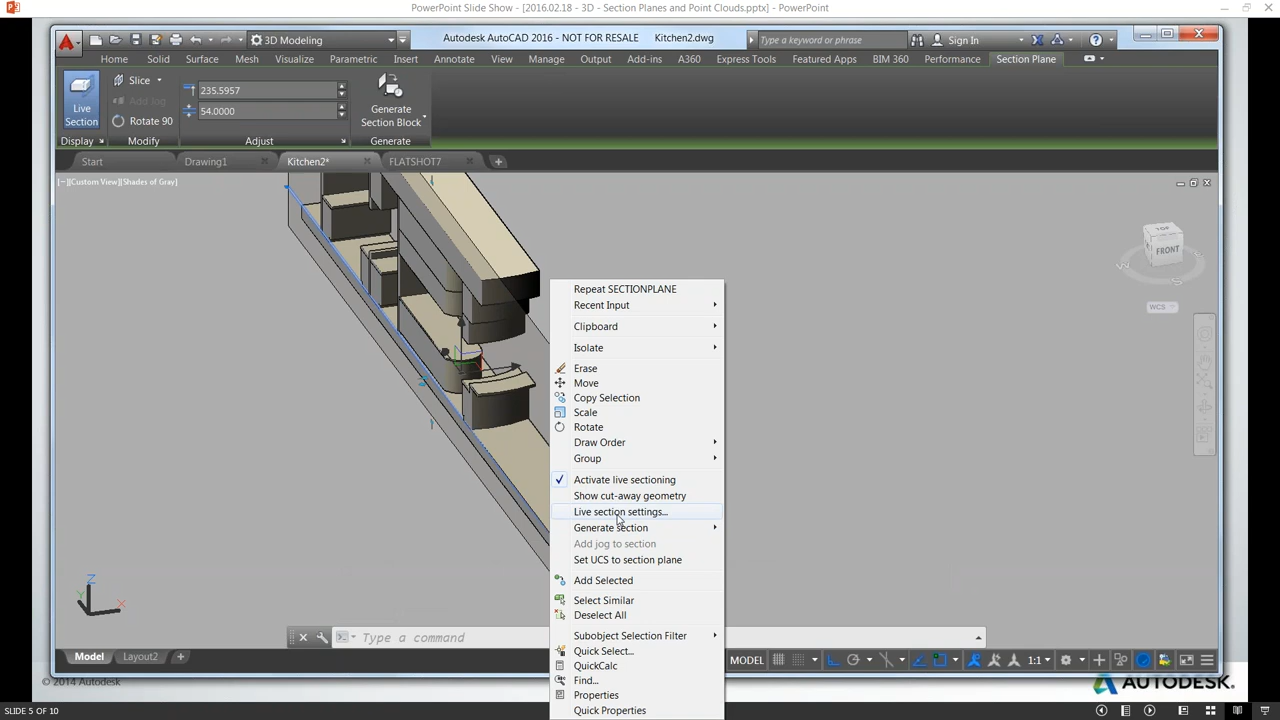 PowerPoint Slide Show - [2016.02.18 - 3D - Section Planes and Point Clouds.pptx] - PowerPoint
3D Modeling
Autodesk AutoCAD 2016 - NOT FOR RESALE Kitchen2.dwg
Type a keyword or phrase
Sign In
Home Solid Surface Mesh Visualize Parametric Insert Annotate View Manage Output Add-ins A360 Express Tools Featured Apps BIM 360 Performance Section Plane
Live
Section
Slice
Add Jog
Rotate 90
235.5957
54.0000
Generate
Section Block
Display Modify Adjust Generate
Start Drawing1 Kitchen2* FLATSHOT7
[−][Custom View][Shades of Gray]
TOP
FRONT
W
S
WCS
Repeat SECTIONPLANE
Recent Input
Clipboard
Isolate
Erase
Move
Copy Selection
Scale
Rotate
Draw Order
Group
Activate live sectioning
Show cut-away geometry
Live section settings...
Generate section
Add jog to section
Set UCS to section plane
Add Selected
Select Similar
Deselect All
Subobject Selection Filter
Quick Select...
QuickCalc
Find...
Properties
Quick Properties
Z
Y
X
Type a command
Model Layout2
MODEL
1:1
© 2014 Autodesk
AUTODESK.
SLIDE 5 OF 10